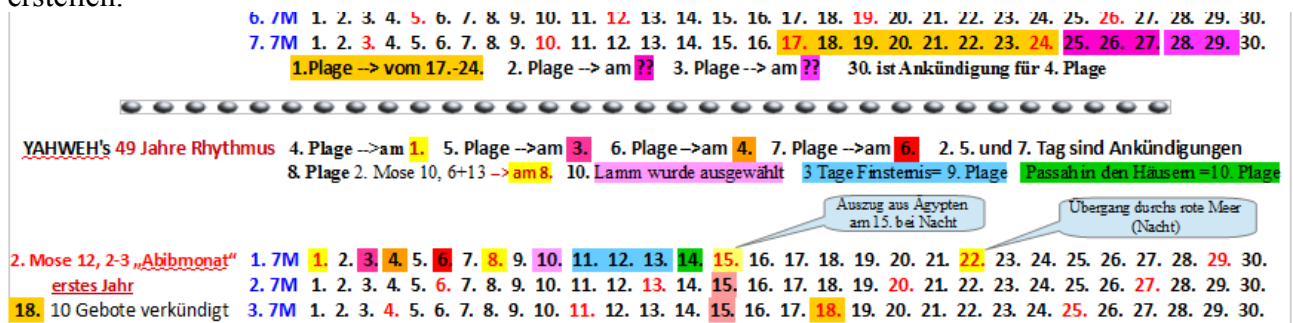 erstellen.
6. 7M 1. 2. 3. 4. 5. 6. 7. 8. 9. 10. 11. 12. 13. 14. 15. 16. 17. 18. 19. 20. 21. 22. 23. 24. 25. 26. 27. 28. 29. 30.
7. 7M 1. 2. 3. 4. 5. 6. 7. 8. 9. 10. 11. 12. 13. 14. 15. 16. 17. 18. 19. 20. 21. 22. 23. 24. 25. 26. 27. 28. 29. 30.
1.Plage --> vom 17.-24. 2. Plage --> am ?? 3. Plage --> am ?? 30. ist Ankündigung für 4. Plage
YAHWEH's 49 Jahre Rhythmus 4. Plage -->am 1. 5. Plage -->am 3. 6. Plage –>am 4. 7. Plage -->am 6. 2. 5. und 7. Tag sind Ankündigungen
8. Plage 2. Mose 10, 6+13 –> am 8. 10. Lamm wurde ausgewählt 3 Tage Finsternis= 9. Plage Passah in den Häusern =10. Plage
Auszug aus Ägypten
am 15. bei Nacht
Übergang durchs rote Meer
(Nacht)
2. Mose 12, 2-3 „Abibmonat“ 1. 7M 1. 2. 3. 4. 5. 6. 7. 8. 9. 10. 11. 12. 13. 14. 15. 16. 17. 18. 19. 20. 21. 22. 23. 24. 25. 26. 27. 28. 29. 30.
erstes Jahr 2. 7M 1. 2. 3. 4. 5. 6. 7. 8. 9. 10. 11. 12. 13. 14. 15. 16. 17. 18. 19. 20. 21. 22. 23. 24. 25. 26. 27. 28. 29. 30.
18. 10 Gebote verkündigt 3. 7M 1. 2. 3. 4. 5. 6. 7. 8. 9. 10. 11. 12. 13. 14. 15. 16. 17. 18. 19. 20. 21. 22. 23. 24. 25. 26. 27. 28. 29. 30.